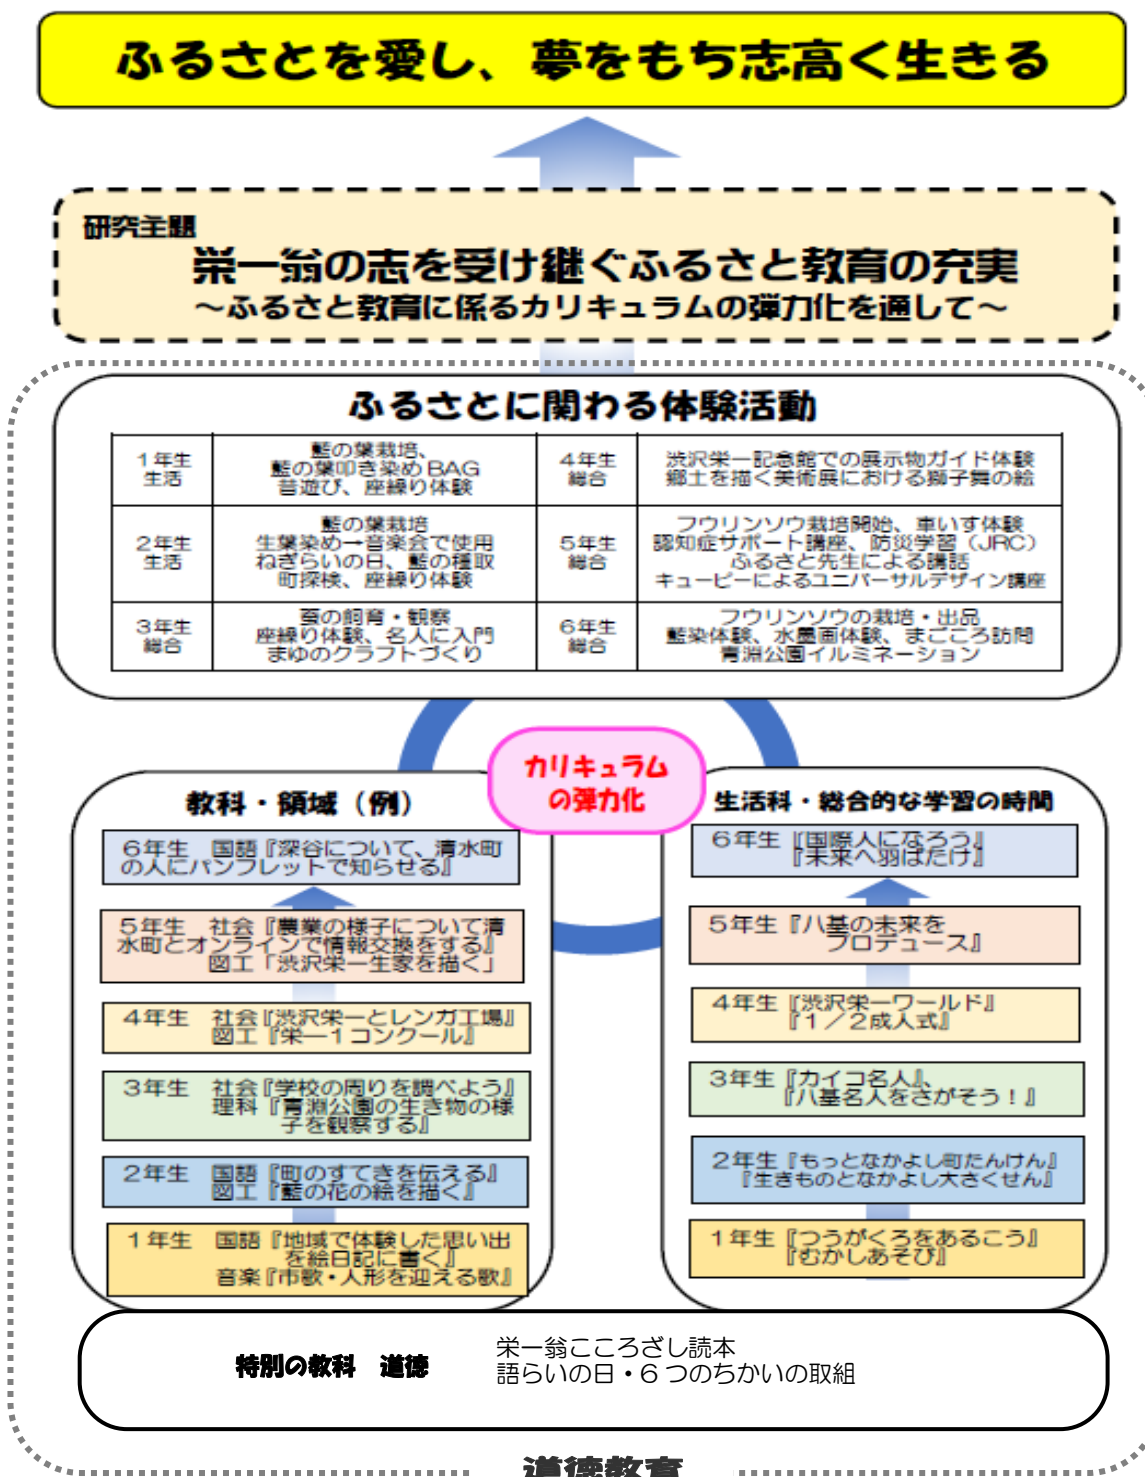 ふるさとを愛し、夢をもち志高く生きる
研究主題
栄一翁の志を受け継ぐふるさと教育の充実
～ふるさと教育に係るカリキュラムの弾力化を通して～
ふるさとに関わる体験活動
1年生
生活
藍の葉栽培、
藍の葉叩き染めBAG
昔遊び、座繰り体験
4年生
総合
渋沢栄一記念館での展示物ガイド体験
郷土を描く美術展における獅子舞の絵
2年生
生活
藍の葉栽培
生葉染め→音楽会で使用
ねぎらいの日、藍の種取
町探検、座繰り体験
5年生
総合
フウリンソウ栽培開始、車いす体験
認知症サポート講座、防災学習（JRC）
ふるさと先生による講話
キューピーによるユニバーサルデザイン講座
3年生
総合
蚕の飼育・観察
座繰り体験、名人に入門
まゆのクラフトづくり
6年生
総合
フウリンソウの栽培・出品
藍染体験、水墨画体験、まごころ訪問
青淵公園イルミネーション
カリキュラム
の弾力化
教科・領域（例）
6年生　国語『深谷について、清水町
の人にパンフレットで知らせる』
5年生　社会『農業の様子について清
水町とオンラインで情報交換をする』
図工「渋沢栄一生家を描く」
4年生　社会『渋沢栄一とレンガ工場』
図工『栄一1コンクール』
3年生　社会『学校の周りを調べよう』
理科『青淵公園の生き物の様
子を観察する』
2年生　国語『町のすてきを伝える』
図工『藍の花の絵を描く』
1年生　国語『地域で体験した思い出
を絵日記に書く』
音楽『市歌・人形を迎える歌』
生活科・総合的な学習の時間
6年生『国際人になろう』
『未来へ羽ばたけ』
5年生『八基の未来を
プロデュース』
4年生『渋沢栄一ワールド』
『1／2成人式』
3年生『カイコ名人』、
『八基名人をさがそう！』
2年生『もっとなかよし町たんけん』
『生きものとなかよし大さくせん』
1年生『つうがくろをあるこう』
『むかしあそび』
特別の教科　道徳
栄一翁こころざし読本
語らいの日・6つのちかいの取組
道徳教育